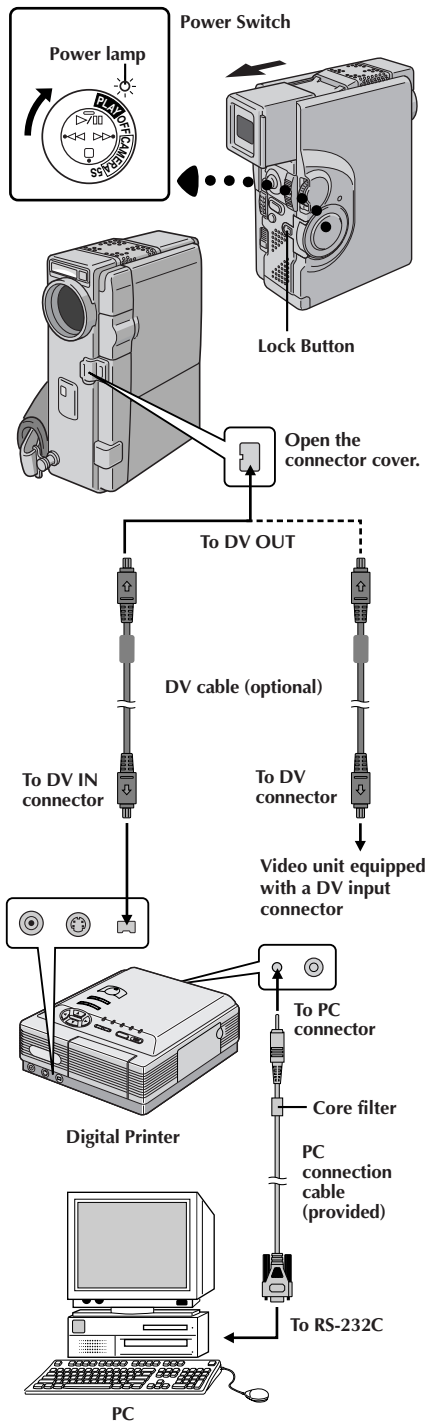 Power Switch
Power lamp
PLAY
OFF
CAMERA
5S
Lock Button
Open the
connector cover.
To DV OUT
DV cable (optional)
To DV IN
connector
To DV
connector
Video unit equipped
with a DV input
connector
To PC
connector
Core filter
Digital Printer
PC
connection
cable
(provided)
To RS-232C
PC